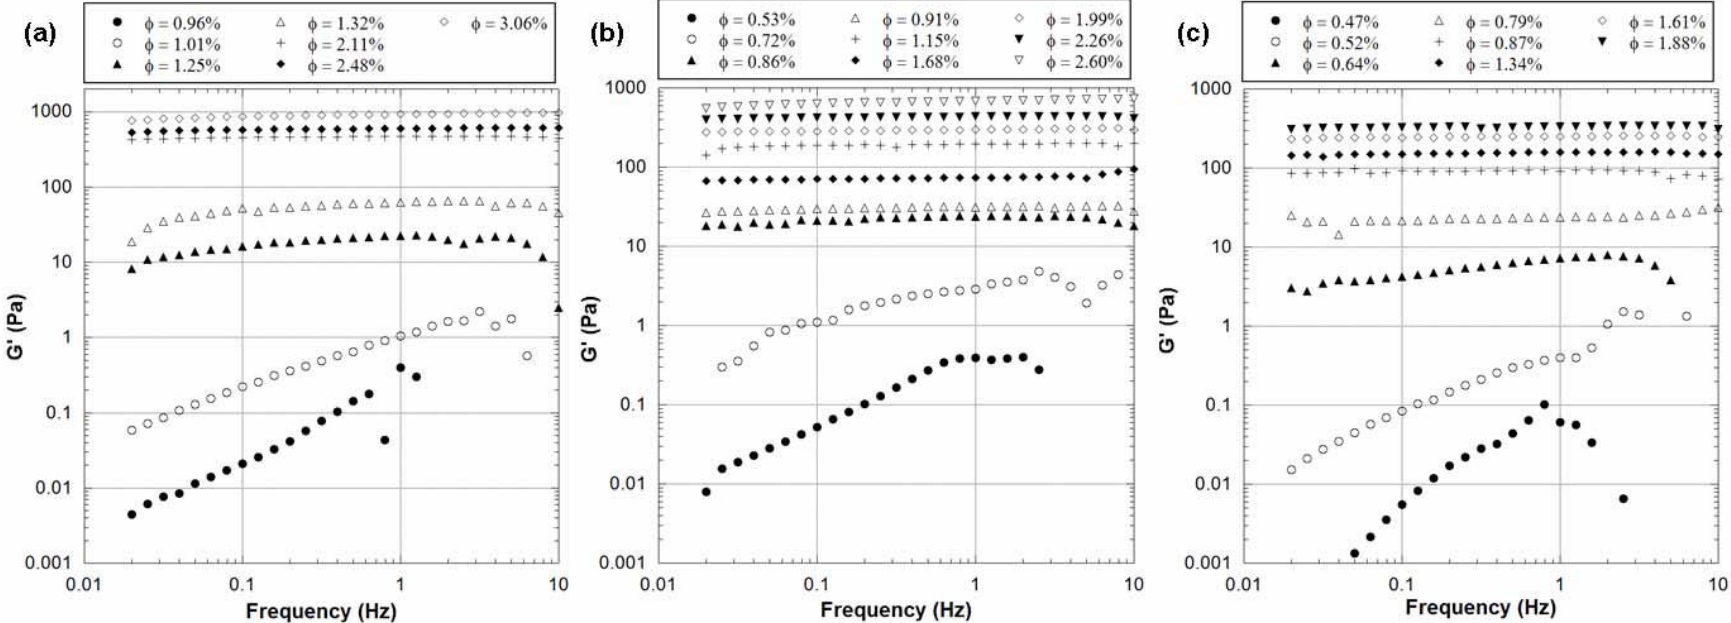 (a)
ϕ = 0.96% ϕ = 1.32% ϕ = 3.06%
ϕ = 1.01% ϕ = 2.11%
ϕ = 1.25% ϕ = 2.48%
1000
100
10
1
0.1
0.01
0.001
G' (Pa)
0.01 0.1 1 10
Frequency (Hz)
(b)
ϕ = 0.53% ϕ = 0.91% ϕ = 1.99%
ϕ = 0.72% ϕ = 1.15% ϕ = 2.26%
ϕ = 0.86% ϕ = 1.68% ϕ = 2.60%
1000
100
10
1
0.1
0.01
0.001
G' (Pa)
0.01 0.1 1 10
Frequency (Hz)
(c)
ϕ = 0.47% ϕ = 0.79% ϕ = 1.61%
ϕ = 0.52% ϕ = 0.87% ϕ = 1.88%
ϕ = 0.64% ϕ = 1.34%
1000
100
10
1
0.1
0.01
0.001
G' (Pa)
0.01 0.1 1 10
Frequency (Hz)